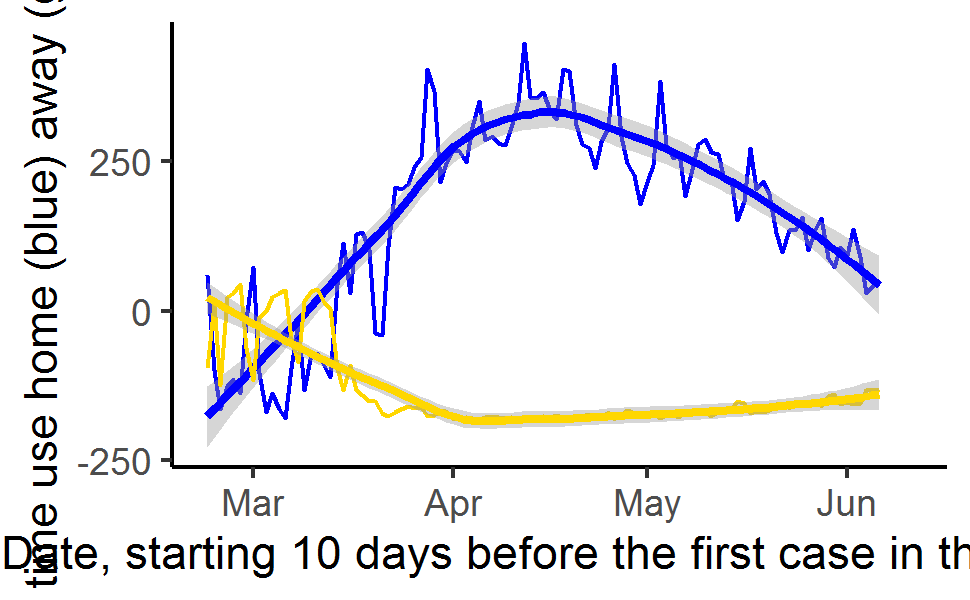 time use home (blue) away (
250
0
-250
Mar Apr May Jun
Date, starting 10 days before the first case in th